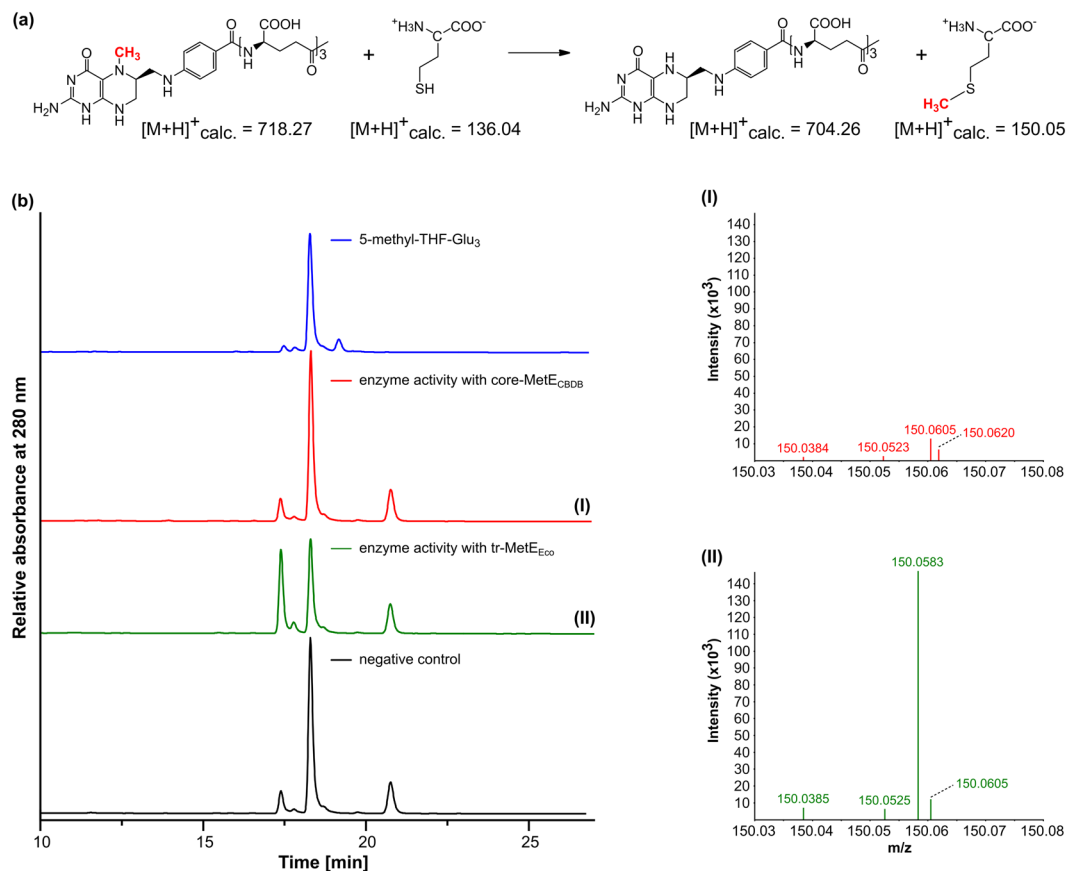 (a)
CH₃ O N N HN H₂N N H N H N H O N H COOH O 3
+
⁺H₃N COO⁻ SH
O HN N H₂N N H N H N H N H O N H COOH O 3
+
⁺H₃N COO⁻ S H₃C
[M+H]⁺calc. = 718.27
[M+H]⁺calc. = 136.04
[M+H]⁺calc. = 704.26
[M+H]⁺calc. = 150.05
(b)
Relative absorbance at 280 nm
5-methyl-THF-Glu₃
enzyme activity with core-MetE_CBDB
(I)
enzyme activity with tr-MetE_Eco
(II)
negative control
10 15 20 25
Time [min]
(I)
Intensity (x10³)
140
130
120
110
100
90
80
70
60
50
40
30
20
10
150.0384 150.0523 150.0605 150.0620
150.03 150.04 150.05 150.06 150.07 150.08
(II)
Intensity (x10³)
140
130
120
110
100
90
80
70
60
50
40
30
20
10
150.0583
150.0385 150.0525 150.0605
150.03 150.04 150.05 150.06 150.07 150.08
m/z